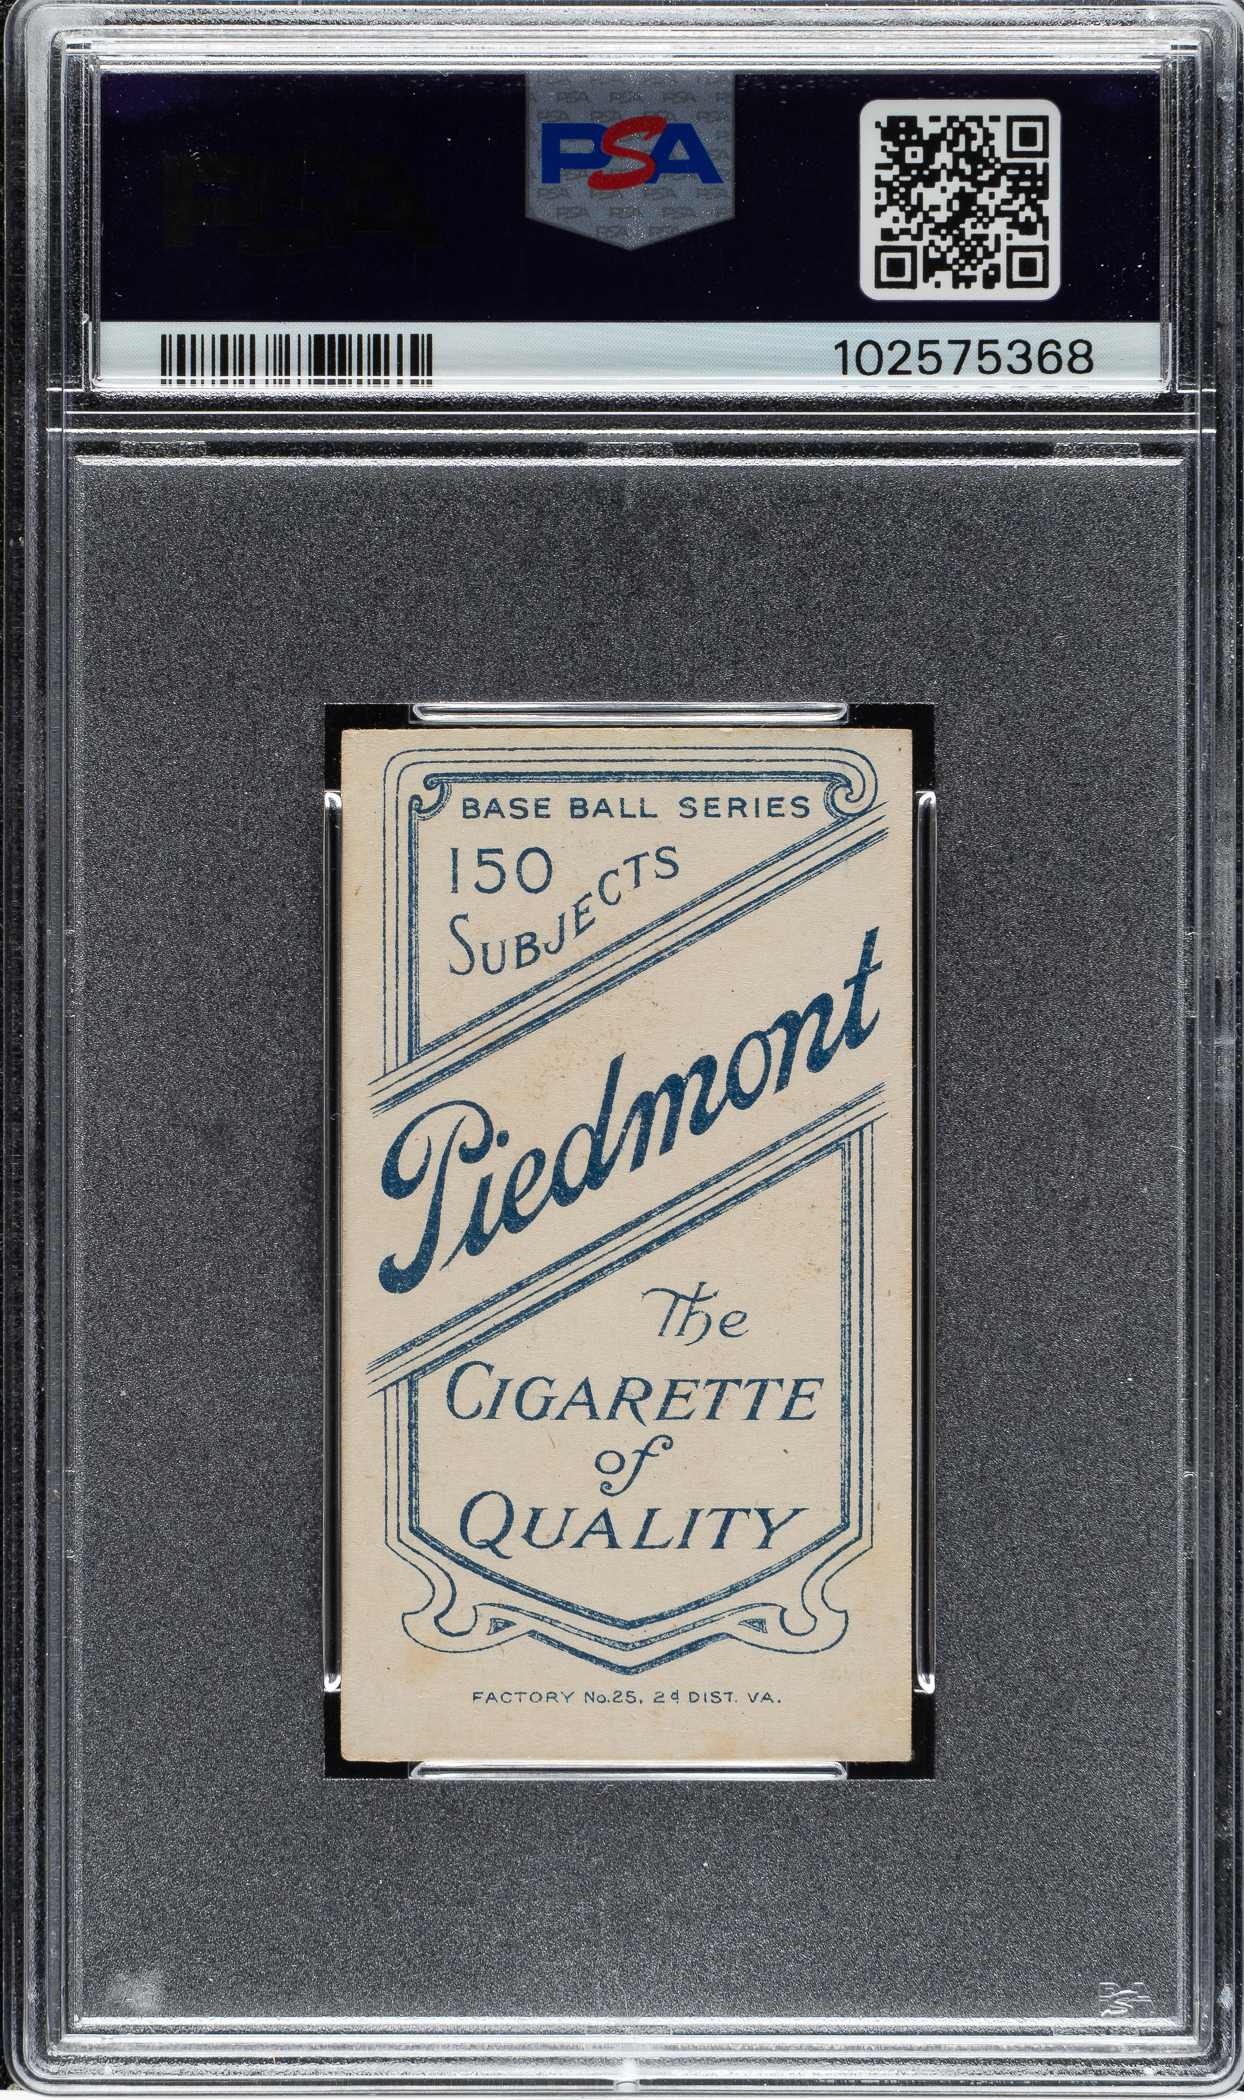 PSA
102575368
BASE BALL SERIES
150
SUBJECTS
Piedmont
The
CIGARETTE
of
QUALITY
FACTORY No.25, 2d DIST. VA.